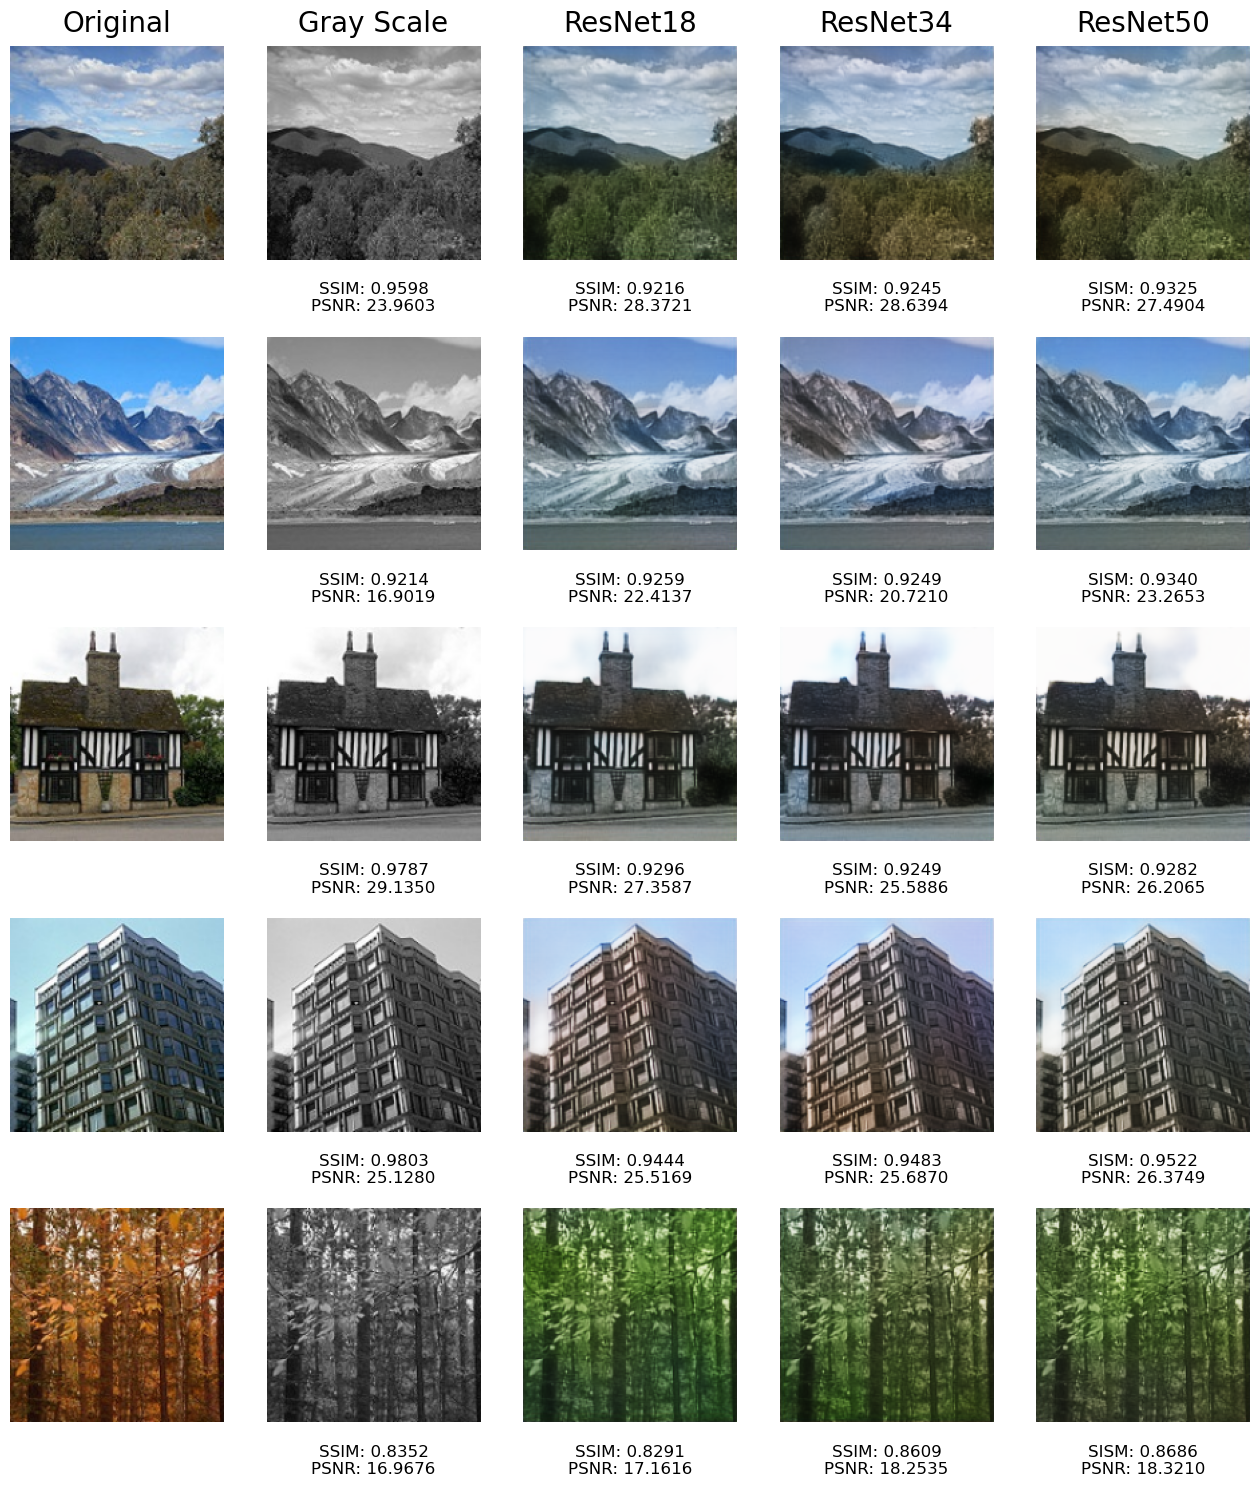 Original
Gray Scale
ResNet18
ResNet34
ResNet50
SSIM: 0.9598
PSNR: 23.9603
SSIM: 0.9216
PSNR: 28.3721
SSIM: 0.9245
PSNR: 28.6394
SISM: 0.9325
PSNR: 27.4904
SSIM: 0.9214
PSNR: 16.9019
SSIM: 0.9259
PSNR: 22.4137
SSIM: 0.9249
PSNR: 20.7210
SISM: 0.9340
PSNR: 23.2653
SSIM: 0.9787
PSNR: 29.1350
SSIM: 0.9296
PSNR: 27.3587
SSIM: 0.9249
PSNR: 25.5886
SISM: 0.9282
PSNR: 26.2065
SSIM: 0.9803
PSNR: 25.1280
SSIM: 0.9444
PSNR: 25.5169
SSIM: 0.9483
PSNR: 25.6870
SISM: 0.9522
PSNR: 26.3749
SSIM: 0.8352
PSNR: 16.9676
SSIM: 0.8291
PSNR: 17.1616
SSIM: 0.8609
PSNR: 18.2535
SISM: 0.8686
PSNR: 18.3210